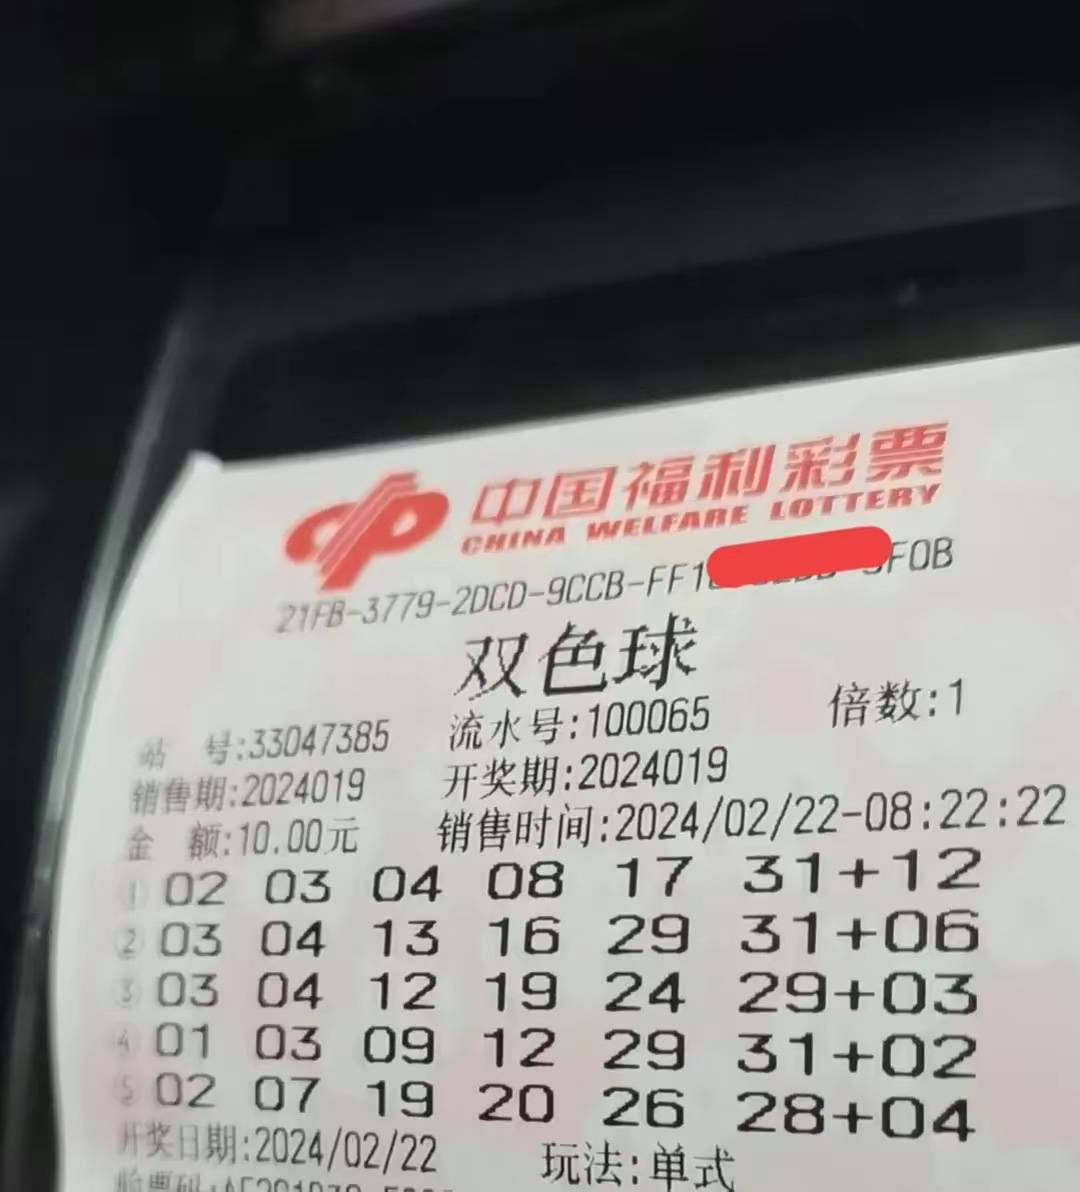 中国福利彩票
CHINA WELFARE LOTTERY
21FB-3779-2DCD-9CCB-FF1 F0B
双色球
站 号:33047385 流水号:100065 倍数:1
销售期:2024019 开奖期:2024019
金 额:10.00元 销售时间:2024/02/22-08:22:22
① 02 03 04 08 17 31+12
② 03 04 13 16 29 31+06
③ 03 04 12 19 24 29+03
④ 01 03 09 12 29 31+02
⑤ 02 07 19 20 26 28+04
开奖日期:2024/02/22 玩法:单式